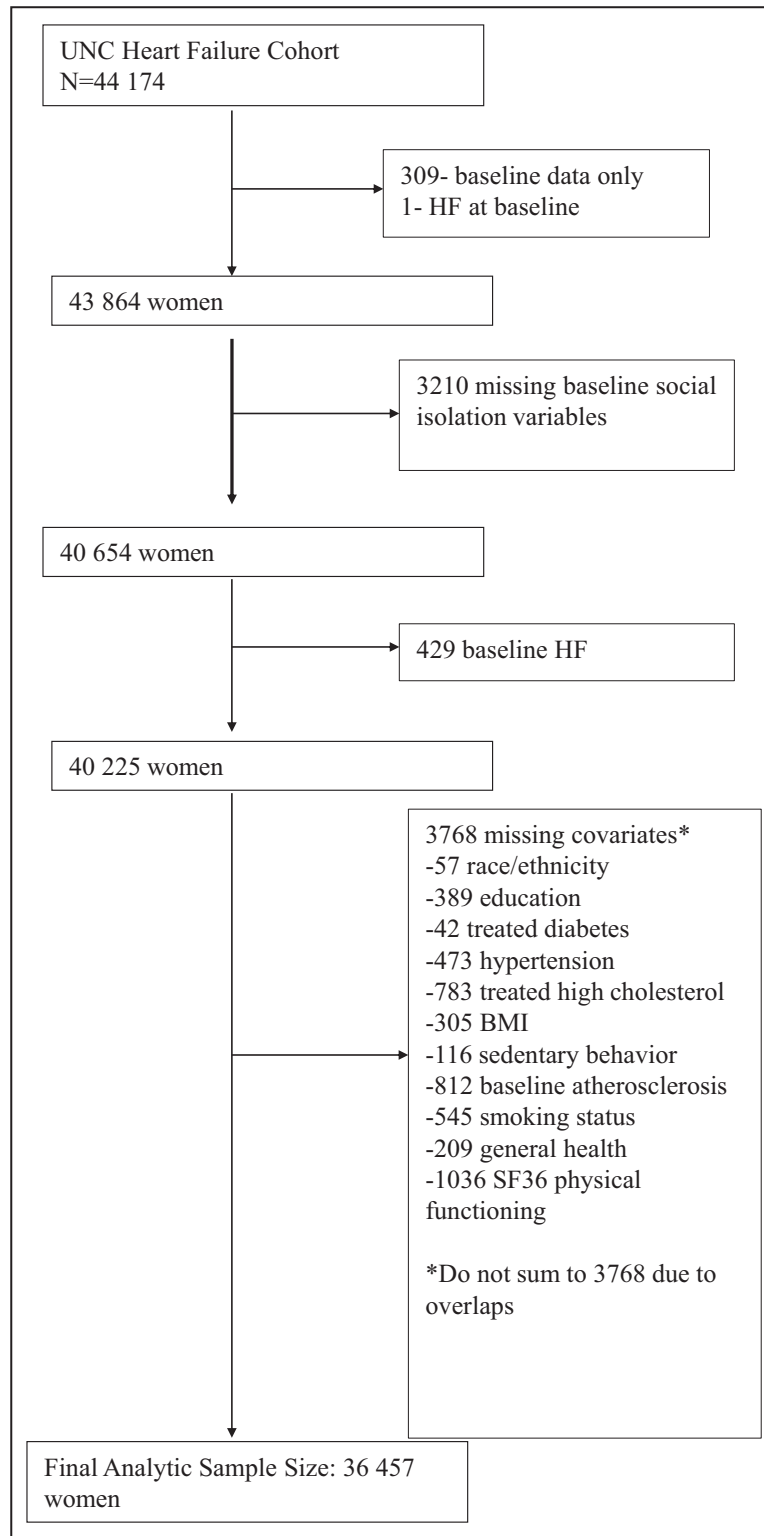 UNC Heart Failure Cohort
N=44 174
309- baseline data only
1- HF at baseline
43 864 women
3210 missing baseline social
isolation variables
40 654 women
429 baseline HF
40 225 women
3768 missing covariates*
-57 race/ethnicity
-389 education
-42 treated diabetes
-473 hypertension
-783 treated high cholesterol
-305 BMI
-116 sedentary behavior
-812 baseline atherosclerosis
-545 smoking status
-209 general health
-1036 SF36 physical
functioning
*Do not sum to 3768 due to
overlaps
Final Analytic Sample Size: 36 457
women